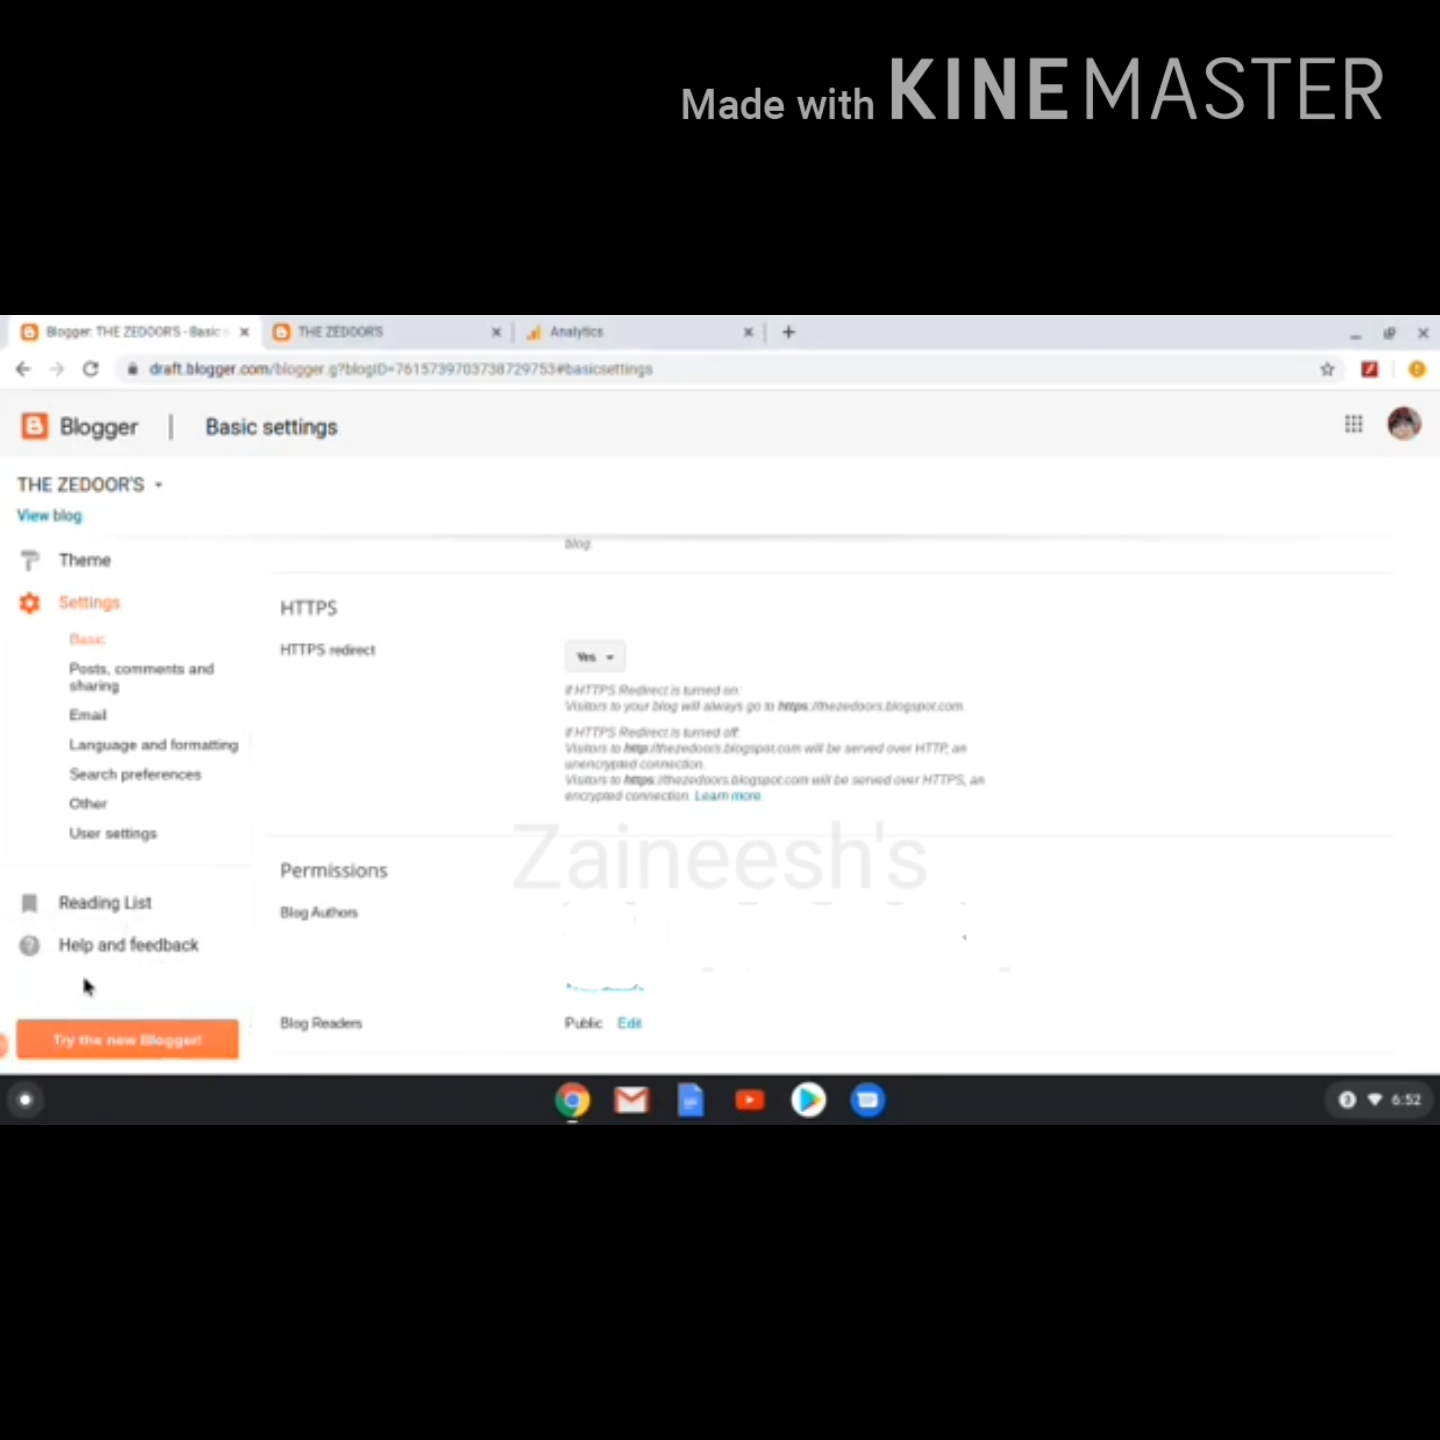 Made with KINEMASTER
Blogger: THE ZEDOOR'S - Basic
THE ZEDOOR'S
Analytics
draft.blogger.com/blogger.g?blogID=7615739703738729753#basicsettings
Blogger | Basic settings
THE ZEDOOR'S
View blog
blog.
Theme
Settings
Basic
Posts, comments and
sharing
Email
Language and formatting
Search preferences
Other
User settings
Reading List
Help and feedback
Try the new Blogger!
HTTPS
HTTPS redirect
Yes
If HTTPS Redirect is turned on:
Visitors to your blog will always go to https://thezedoors.blogspot.com.
If HTTPS Redirect is turned off:
Visitors to http://thezedoors.blogspot.com will be served over HTTP, an
unencrypted connection.
Visitors to https://thezedoors.blogspot.com will be served over HTTPS, an
encrypted connection. Learn more.
Zaineesh's
Permissions
Blog Authors
Blog Readers
Public Edit
6:52